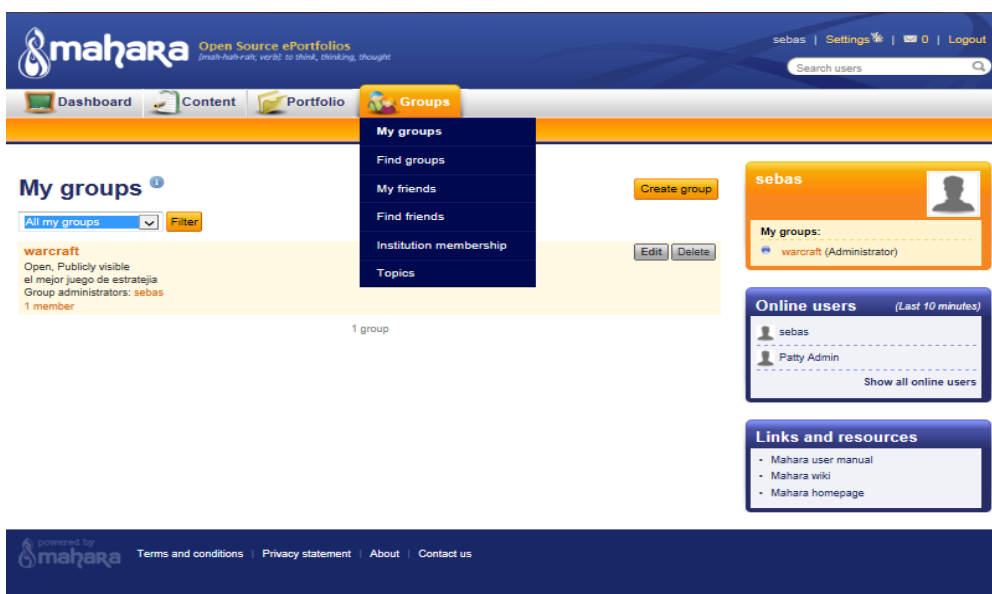 mahara Open Source ePortfolios
[mah-hah-rah; verb]: to think, thinking, thought
sebas | Settings | 0 | Logout
Search users
Dashboard Content Portfolio Groups
My groups
Find groups
My friends
Find friends
Institution membership
Topics
My groups
Create group
All my groups Filter
warcraft
Edit Delete
Open, Publicly visible
el mejor juego de estratejia
Group administrators: sebas
1 member
1 group
sebas
My groups:
warcraft (Administrator)
Online users (Last 10 minutes)
sebas
Patty Admin
Show all online users
Links and resources
Mahara user manual
Mahara wiki
Mahara homepage
powered by
mahara
Terms and conditions | Privacy statement | About | Contact us